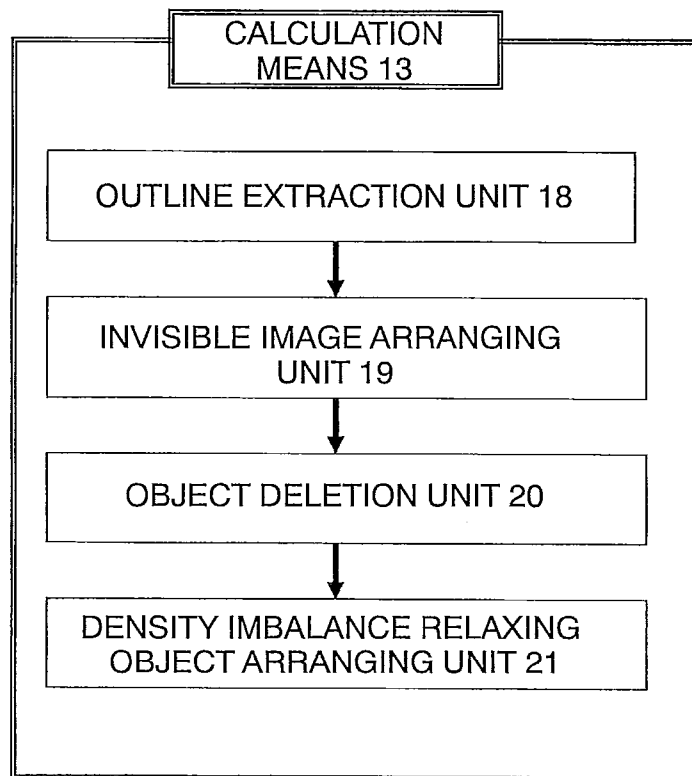 CALCULATION
MEANS 13
OUTLINE EXTRACTION UNIT 18
INVISIBLE IMAGE ARRANGING
UNIT 19
OBJECT DELETION UNIT 20
DENSITY IMBALANCE RELAXING
OBJECT ARRANGING UNIT 21